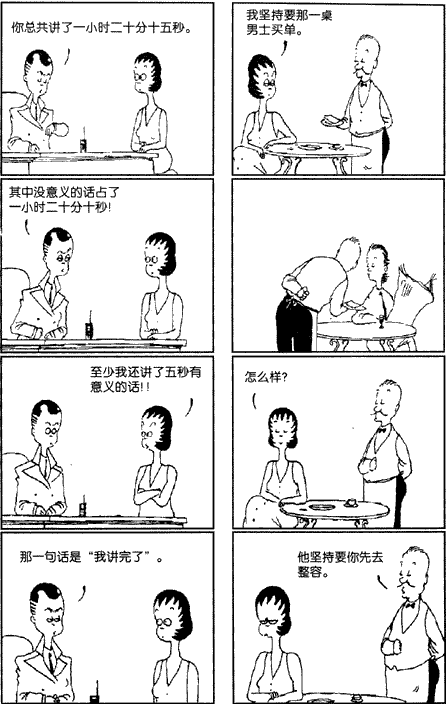 你总共讲了一小时二十分十五秒。
其中没意义的话占了
一小时二十分十秒!
至少我还讲了五秒有
意义的话!!
那一句话是“我讲完了”。
我坚持要那一桌
男士买单。
怎么样?
他坚持要你先去
整容。